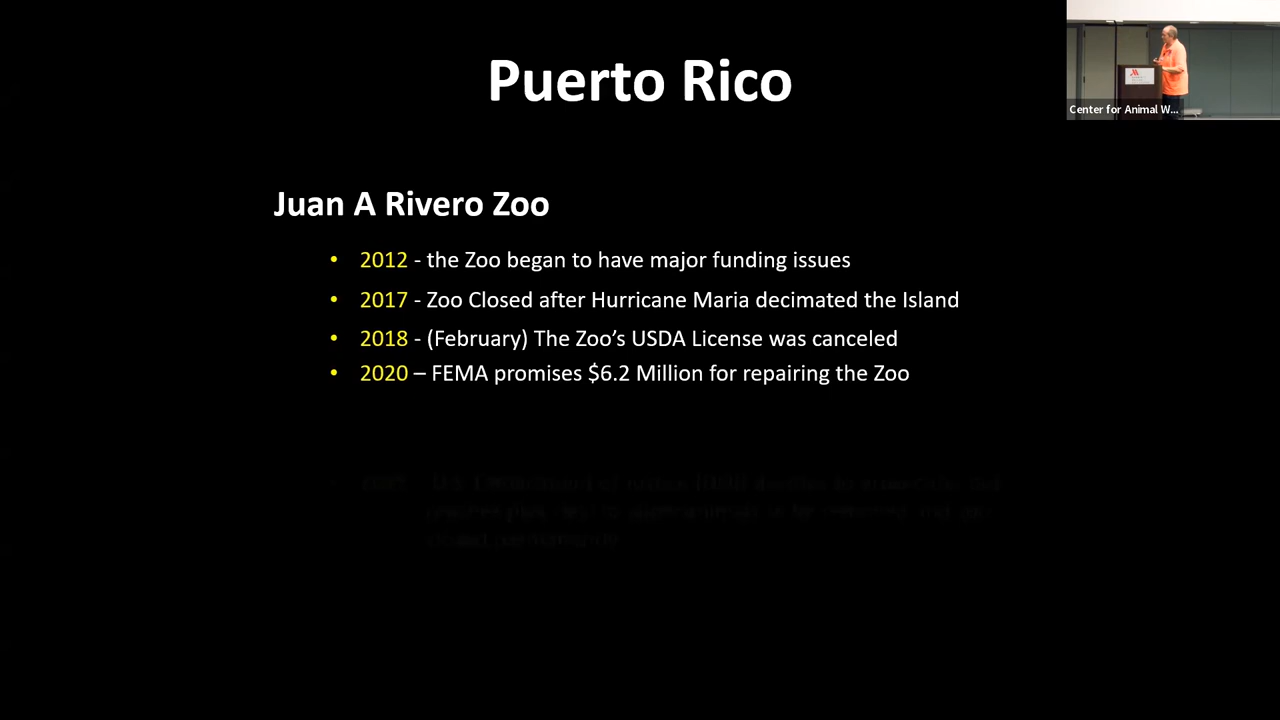 Puerto Rico
Center for Animal W...
Juan A Rivero Zoo
• 2012 - the Zoo began to have major funding issues
• 2017 - Zoo Closed after Hurricane Maria decimated the Island
• 2018 - (February) The Zoo’s USDA License was canceled
• 2020 – FEMA promises $6.2 Million for repairing the Zoo